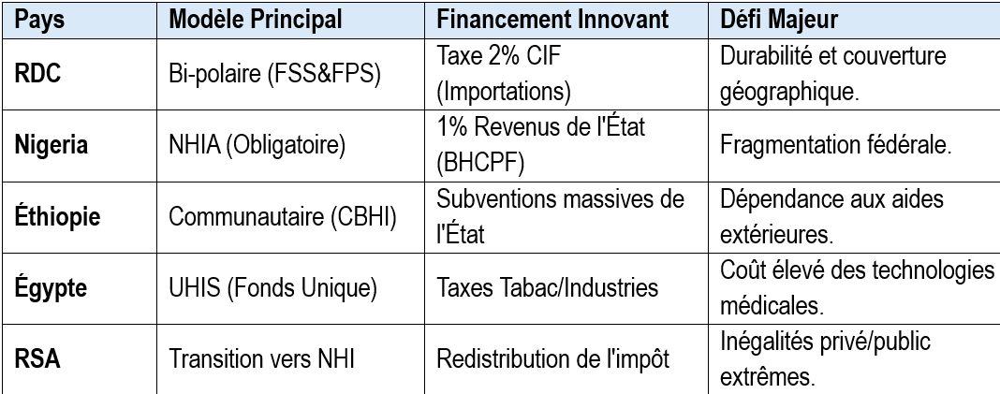 Pays Modèle Principal Financement Innovant Défi Majeur
RDC Bi-polaire (FSS&FPS) Taxe 2% CIF (Importations) Durabilité et couverture géographique.
Nigeria NHIA (Obligatoire) 1% Revenus de l'État (BHCPF) Fragmentation fédérale.
Éthiopie Communautaire (CBHI) Subventions massives de l'État Dépendance aux aides extérieures.
Égypte UHIS (Fonds Unique) Taxes Tabac/Industries Coût élevé des technologies médicales.
RSA Transition vers NHI Redistribution de l'impôt Inégalités privé/public extrêmes.